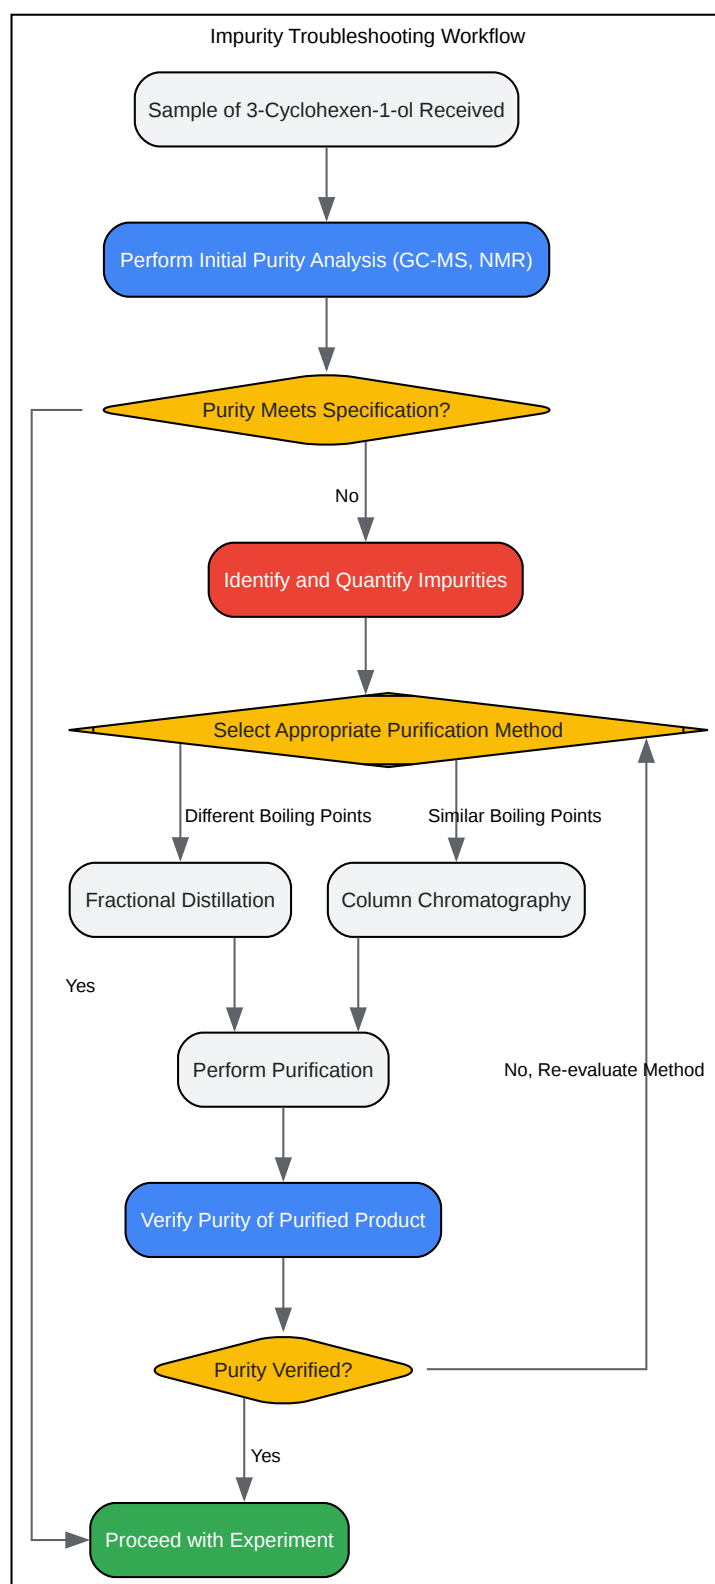 Impurity Troubleshooting Workflow
Sample of 3-Cyclohexen-1-ol Received
Perform Initial Purity Analysis (GC-MS, NMR)
Purity Meets Specification?
No
Identify and Quantify Impurities
Select Appropriate Purification Method
Different Boiling Points
Similar Boiling Points
Fractional Distillation
Column Chromatography
Yes
Perform Purification
No, Re-evaluate Method
Verify Purity of Purified Product
Purity Verified?
Yes
Proceed with Experiment